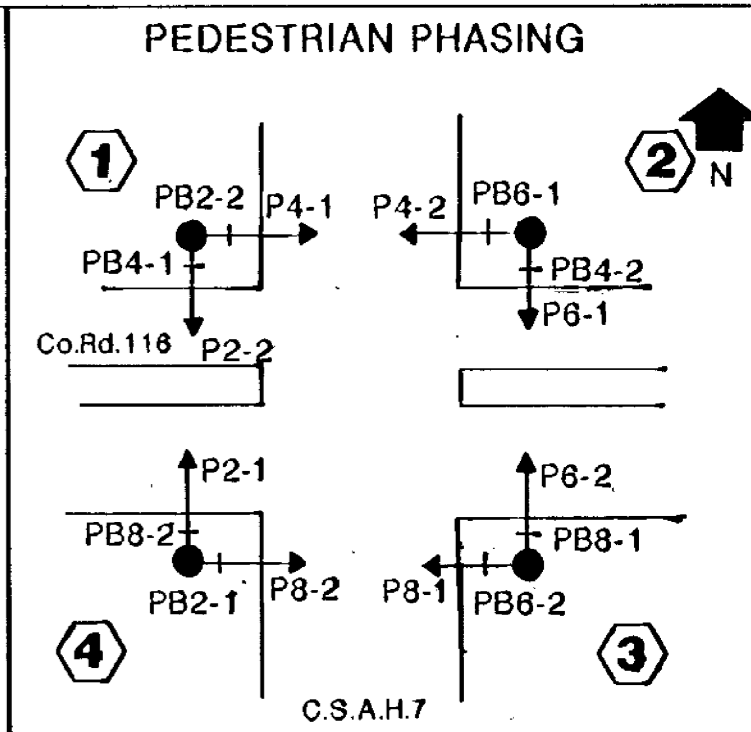 PEDESTRIAN PHASING
1
2
N
PB2-2
P4-1
P4-2
PB6-1
PB4-1
PB4-2
P6-1
Co.Rd.116
P2-2
P2-1
P6-2
PB8-2
PB8-1
PB2-1
P8-2
P8-1
PB6-2
4
3
C.S.A.H.7